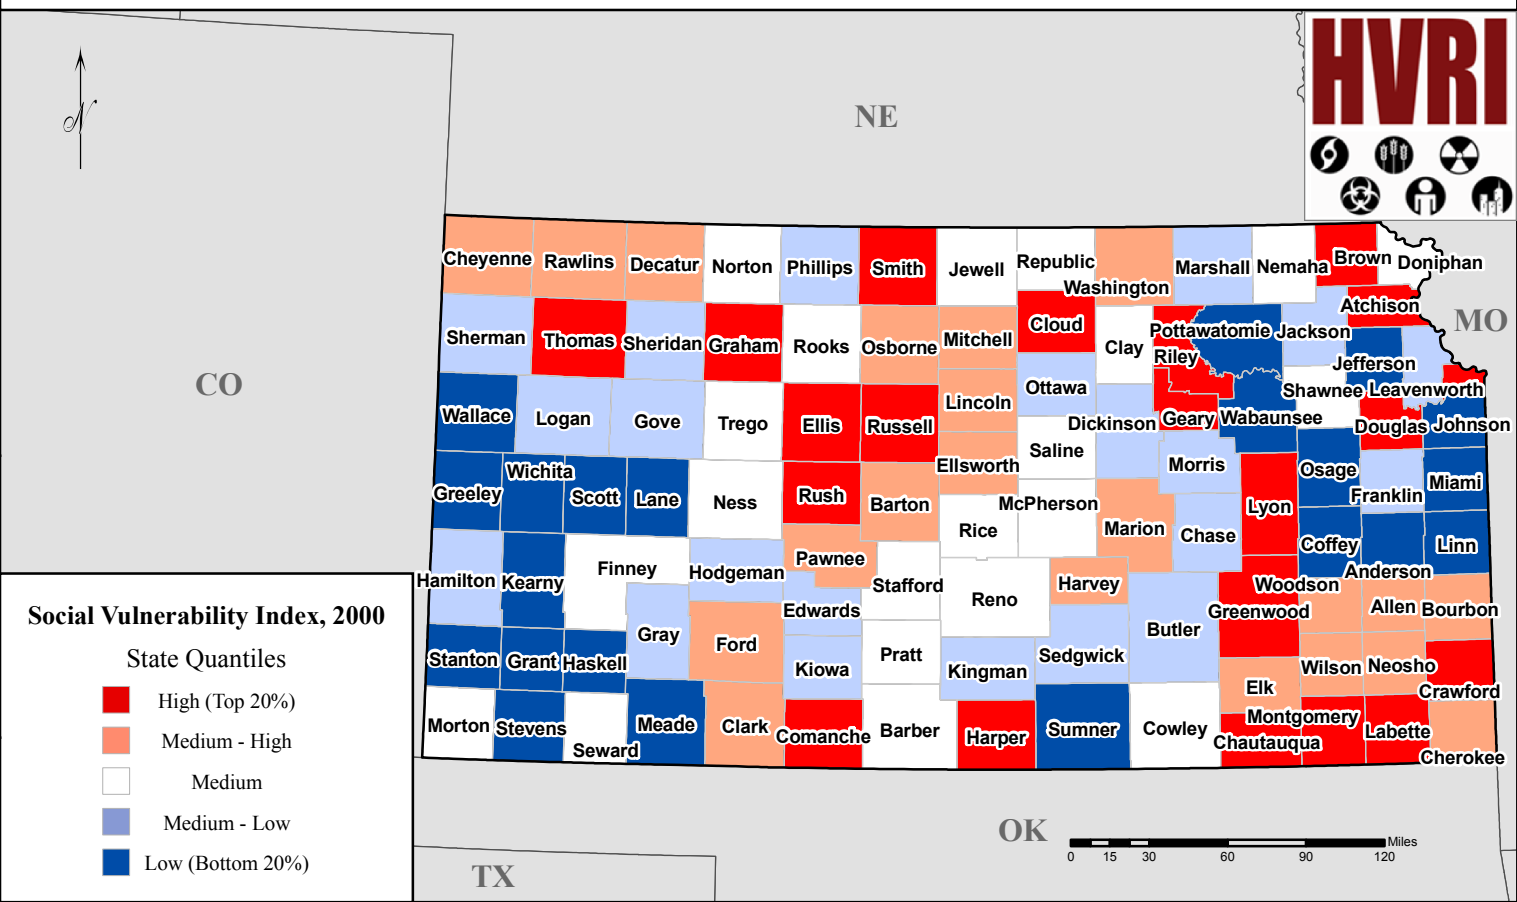 HVRI
N
NE
CO
MO
OK
TX
Cheyenne
Rawlins
Decatur
Norton
Phillips
Smith
Jewell
Republic
Washington
Marshall
Nemaha
Brown
Doniphan
Atchison
Sherman
Thomas
Sheridan
Graham
Rooks
Osborne
Mitchell
Cloud
Clay
Riley
Pottawatomie
Jackson
Jefferson
Leavenworth
Shawnee
Wallace
Logan
Gove
Trego
Ellis
Russell
Lincoln
Ottawa
Dickinson
Geary
Wabaunsee
Douglas
Johnson
Saline
Ellsworth
Morris
Osage
Franklin
Miami
Greeley
Wichita
Scott
Lane
Ness
Rush
Barton
Rice
McPherson
Marion
Chase
Lyon
Coffey
Anderson
Linn
Hamilton
Kearny
Finney
Hodgeman
Pawnee
Stafford
Edwards
Reno
Harvey
Butler
Greenwood
Woodson
Allen
Bourbon
Gray
Ford
Kiowa
Pratt
Kingman
Sedgwick
Elk
Wilson
Neosho
Crawford
Stanton
Grant
Haskell
Morton
Stevens
Seward
Meade
Clark
Comanche
Barber
Harper
Sumner
Cowley
Chautauqua
Montgomery
Labette
Cherokee
Social Vulnerability Index, 2000
State Quantiles
High (Top 20%)
Medium - High
Medium
Medium - Low
Low (Bottom 20%)
Miles
0 15 30 60 90 120